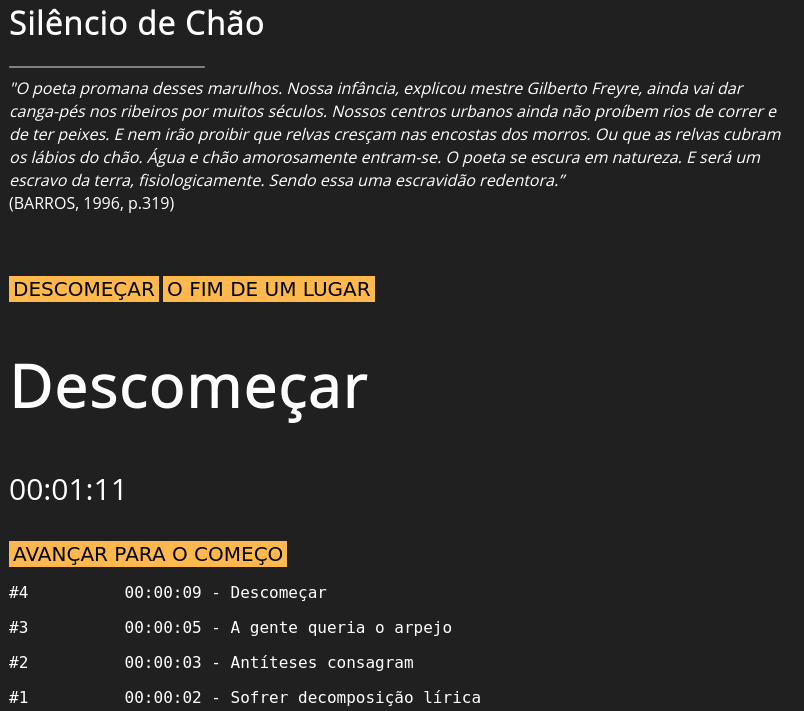 Silêncio de Chão
"O poeta promana desses marulhos. Nossa infância, explicou mestre Gilberto Freyre, ainda vai dar
canga-pés nos ribeiros por muitos séculos. Nossos centros urbanos ainda não proíbem rios de correr e
de ter peixes. E nem irão proibir que relvas cresçam nas encostas dos morros. Ou que as relvas cubram
os lábios do chão. Água e chão amorosamente entram-se. O poeta se escura em natureza. E será um
escravo da terra, fisiologicamente. Sendo essa uma escravidão redentora.”
(BARROS, 1996, p.319)
DESCOMEÇAR O FIM DE UM LUGAR
Descomeçar
00:01:11
AVANÇAR PARA O COMEÇO
#4 00:00:09 - Descomeçar
#3 00:00:05 - A gente queria o arpejo
#2 00:00:03 - Antíteses consagram
#1 00:00:02 - Sofrer decomposição lírica